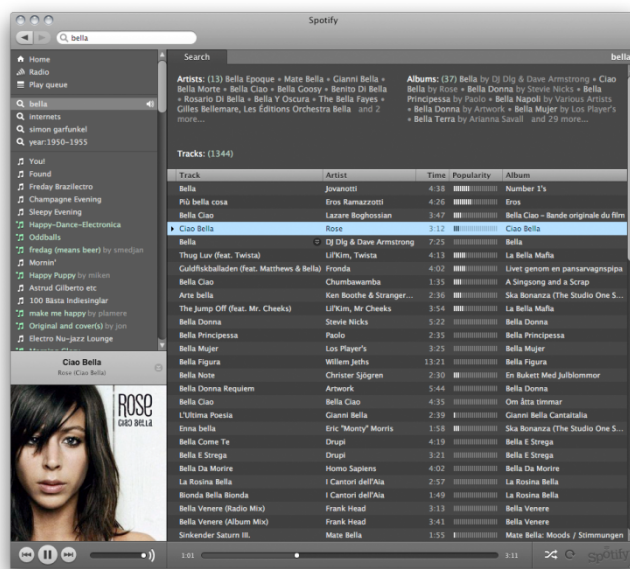 Spotify
bella
Home
Radio
Play queue
bella
internets
simon garfunkel
year:1950-1955
You!
Found
Freday Brazilectro
Champagne Evening
Sleepy Evening
Happy-Dance-Electronica
Oddballs
fredag (means beer) by smedjan
Mornin'
Happy Puppy by miken
Astrud Gilberto etc
100 Bästa Indiesinglar
make me happy by plamere
Original and cover(s) by jon
Electro Nu-jazz Lounge
Ciao Bella
Rose (Ciao Bella)
ROSE
CIAO BELLA
Search
bella
Artists: (13) Bella Epoque • Mate Bella • Gianni Bella •
Bella Morte • Bella Ciao • Bella Goosy • Benito Di Bella
• Rosario Di Bella • Bella Y Oscura • The Bella Fayes •
Gilles Bellemare, Les Éditions Orchestra Bella and 2
more...
Albums: (37) Bella by DJ Dlg & Dave Armstrong • Ciao
Bella by Rose • Bella Donna by Stevie Nicks • Bella
Principessa by Paolo • Bella Napoli by Various Artists
• Bella Donna by Artwork • Bella Mujer by Los Player's
• Bella Terra by Arianna Savall and 29 more...
Tracks: (1344)
Track Artist Time Popularity Album
Bella Jovanotti 4:38 Number 1's
Più bella cosa Eros Ramazzotti 4:26 Eros
Bella Ciao Lazare Boghossian 3:47 Bella Ciao - Bande originale du film
Ciao Bella Rose 3:12 Ciao Bella
Bella DJ Dlg & Dave Armstrong 7:25 Bella
Thug Luv (feat. Twista) Lil'Kim, Twista 4:13 La Bella Mafia
Guldfiskballaden (feat. Matthews & Bella) Fronda 4:02 Livet genom en pansarvagnspipa
Bella Ciao Chumbawamba 1:35 A Singsong and a Scrap
Arte bella Ken Boothe & Stranger... 2:36 Ska Bonanza (The Studio One S...
The Jump Off (feat. Mr. Cheeks) Lil'Kim, Mr Cheeks 3:54 La Bella Mafia
Bella Donna Stevie Nicks 5:22 Bella Donna
Bella Principessa Paolo 2:35 Bella Principessa
Bella Mujer Los Player's 3:25 Bella Mujer
Bella Figura Willem Jeths 13:21 Bella Figura
Bella Note Christer Sjögren 2:30 En Bukett Med Julblommor
Bella Donna Requiem Artwork 5:44 Bella Donna
Bella Ciao Bella Ciao 4:35 Om åtta timmar
L'Ultima Poesia Gianni Bella 2:39 Gianni Bella Cantaitalia
Enna bella Eric "Monty" Morris 1:58 Ska Bonanza (The Studio One S...
Bella Come Te Drupi 4:19 Bella E Strega
Bella E Strega Drupi 3:21 Bella E Strega
Bella Da Morire Homo Sapiens 4:02 Bella Da Morire
La Rosina Bella I Cantori dell'Aia 2:57 La Rosina Bella
Bionda Bella Bionda I Cantori dell'Aia 1:49 La Rosina Bella
Bella Venere (Radio Mix) Frank Head 3:13 Bella Venere
Bella Venere (Album Mix) Frank Head 3:41 Bella Venere
Sinkender Saturn III. Mate Bella 1:55 Mate Bella: Moods / Stimmungen
1:01
3:11
Spotify